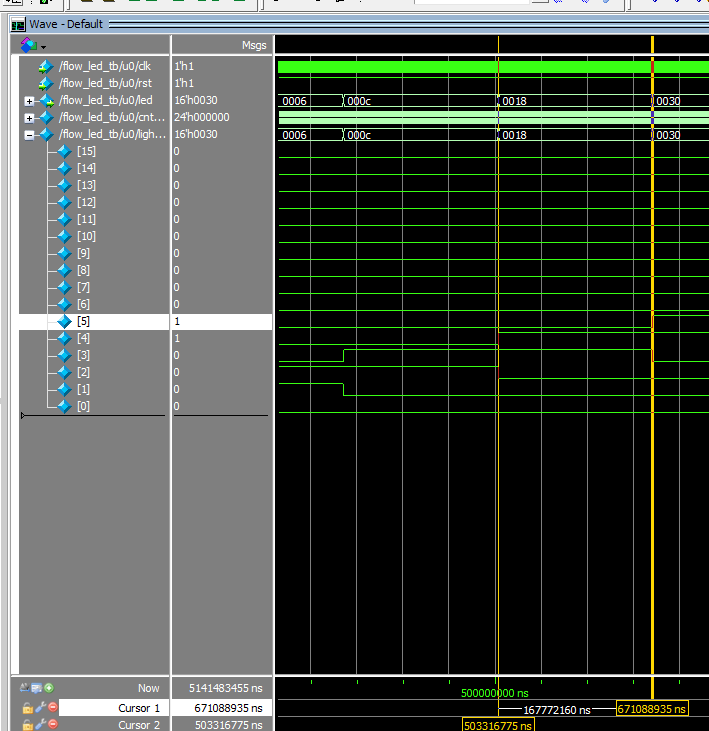 Wave - Default
Msgs
/flow_led_tb/u0/clk 1'h1
/flow_led_tb/u0/rst 1'h1
/flow_led_tb/u0/led 16'h0030 0006 000c 0018 0030
/flow_led_tb/u0/cnt... 24'h000000
/flow_led_tb/u0/ligh... 16'h0030 0006 000c 0018 0030
[15] 0
[14] 0
[13] 0
[12] 0
[11] 0
[10] 0
[9] 0
[8] 0
[7] 0
[6] 0
[5] 1
[4] 1
[3] 0
[2] 0
[1] 0
[0] 0
Now 5141483455 ns 500000000 ns
Cursor 1 671088935 ns 167772160 ns 671088935 ns
Cursor 2 503316775 ns 503316775 ns